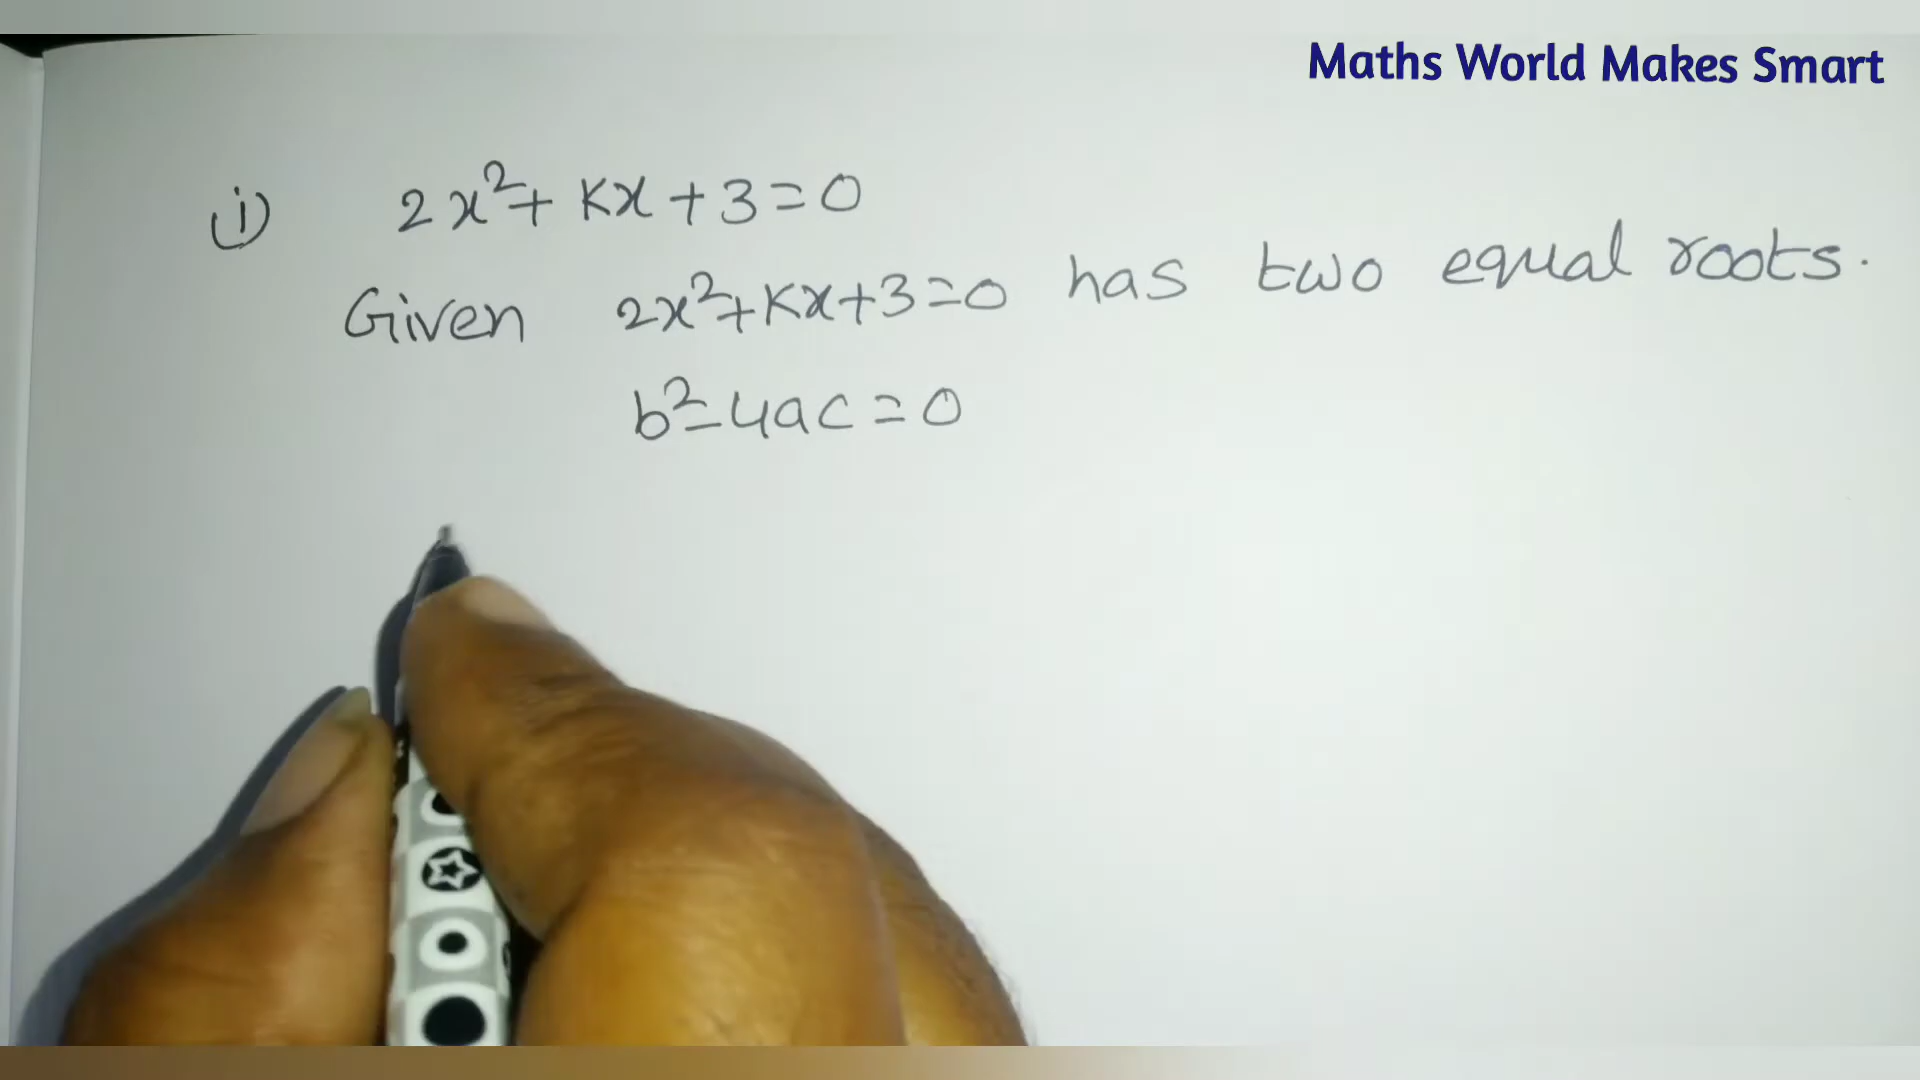 Maths World Makes Smart
i) 2x²+ Kx + 3 = 0
Given 2x²+Kx+3=0 has two equal roots.
b²-4ac = 0